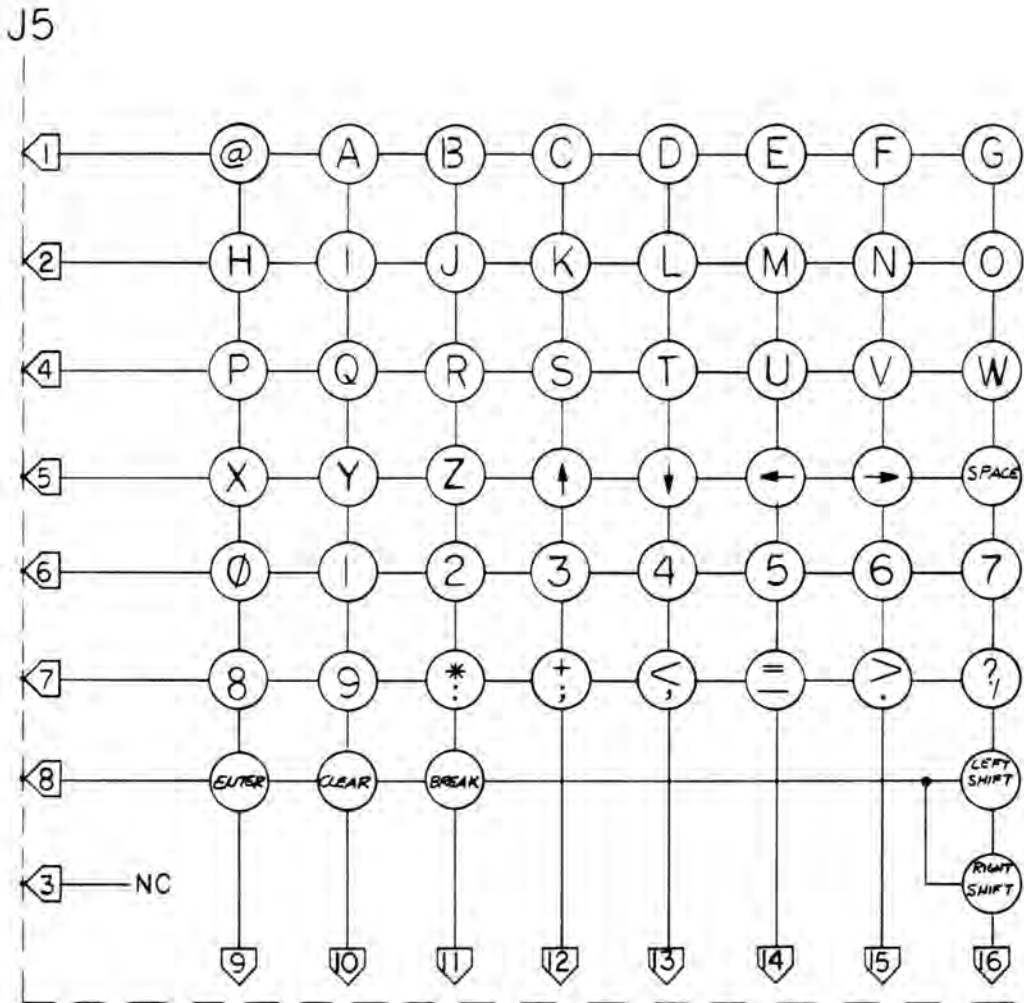 J5
1 @ A B C D E F G
2 H I J K L M N O
4 P Q R S T U V W
5 X Y Z ↑ ↓ ← → SPACE
6 Ø 1 2 3 4 5 6 7
7 8 9 * : + ; < , = — > . ? /
8 ENTER CLEAR BREAK LEFT SHIFT
3 NC RIGHT SHIFT
9 10 11 12 13 14 15 16